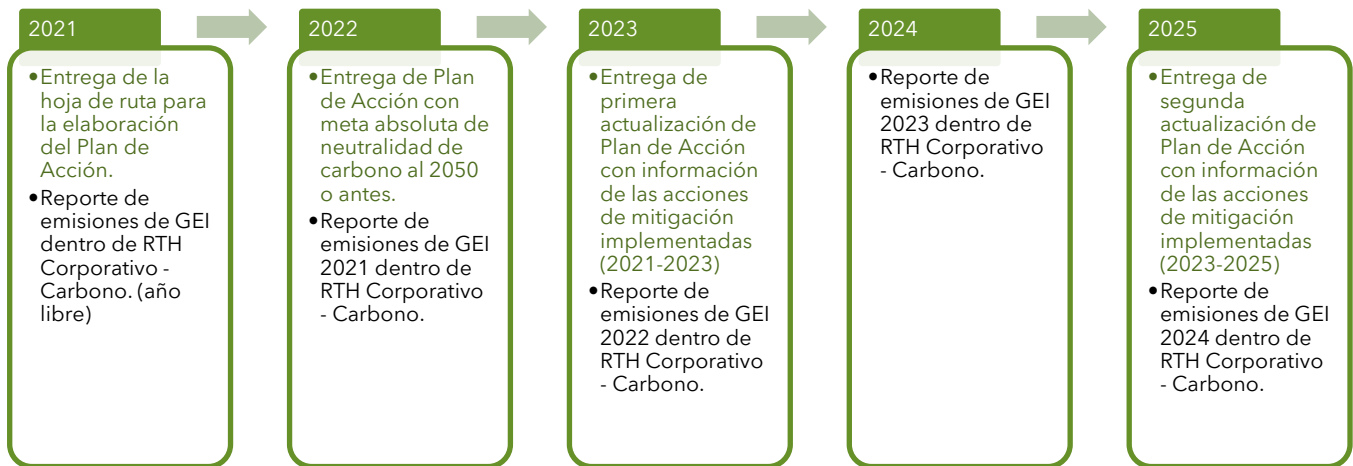 2021
•Entrega de la
hoja de ruta para
la elaboración
del Plan de
Acción.
•Reporte de
emisiones de GEI
dentro de RTH
Corporativo -
Carbono. (año
libre)
2022
•Entrega de Plan
de Acción con
meta absoluta de
neutralidad de
carbono al 2050
o antes.
•Reporte de
emisiones de GEI
2021 dentro de
RTH Corporativo
- Carbono.
2023
•Entrega de
primera
actualización de
Plan de Acción
con información
de las acciones
de mitigación
implementadas
(2021-2023)
•Reporte de
emisiones de GEI
2022 dentro de
RTH Corporativo
- Carbono.
2024
•Reporte de
emisiones de GEI
2023 dentro de
RTH Corporativo
- Carbono.
2025
•Entrega de
segunda
actualización de
Plan de Acción
con información
de las acciones
de mitigación
implementadas
(2023-2025)
•Reporte de
emisiones de GEI
2024 dentro de
RTH Corporativo
- Carbono.